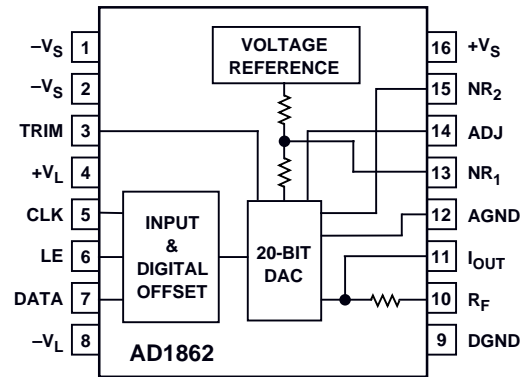 –VS 1
–VS 2
TRIM 3
+VL 4
CLK 5
LE 6
DATA 7
–VL 8
VOLTAGE
REFERENCE
INPUT
&
DIGITAL
OFFSET
20-BIT
DAC
AD1862
16 +VS
15 NR2
14 ADJ
13 NR1
12 AGND
11 IOUT
10 RF
9 DGND